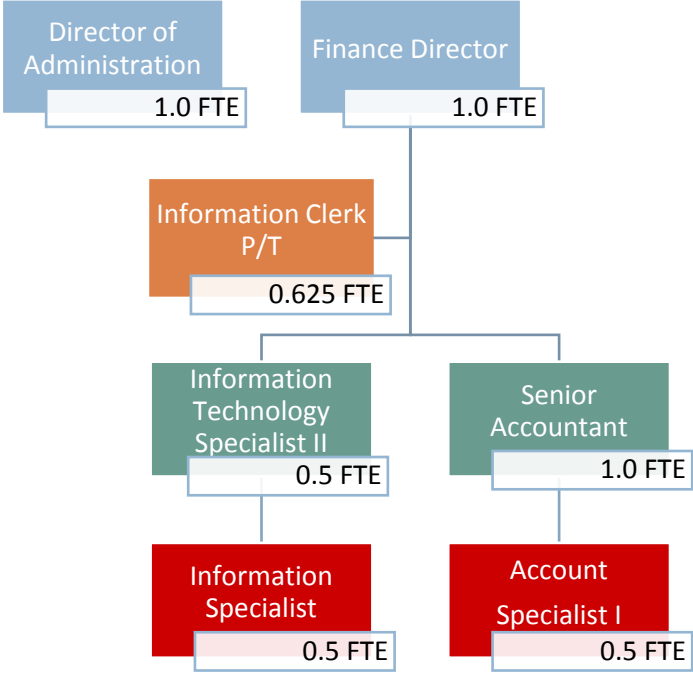 Director of
Administration
1.0 FTE
Finance Director
1.0 FTE
Information Clerk
P/T
0.625 FTE
Information
Technology
Specialist II
0.5 FTE
Senior
Accountant
1.0 FTE
Information
Specialist
0.5 FTE
Account
Specialist I
0.5 FTE